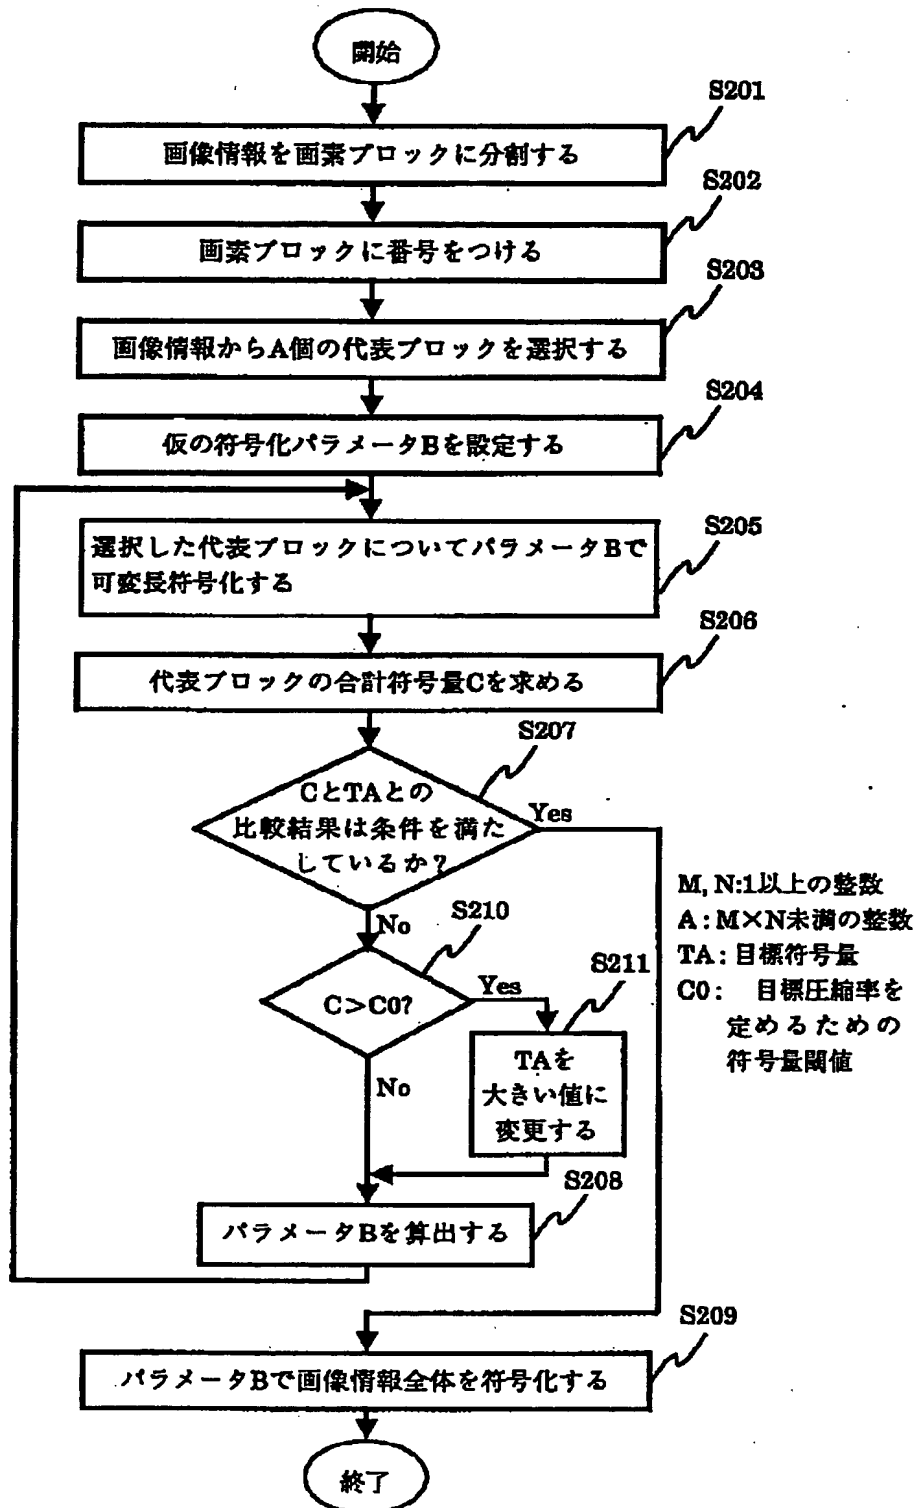 開始
S201
画像情報を画素ブロックに分割する
S202
画素ブロックに番号をつける
S203
画像情報からA個の代表ブロックを選択する
S204
仮の符号化パラメータBを設定する
S205
選択した代表ブロックについてパラメータBで
可変長符号化する
S206
代表ブロックの合計符号量Cを求める
S207
CとTAとの
比較結果は条件を満た
しているか?
Yes
No
S210
C>C0?
Yes
No
S211
TAを
大きい値に
変更する
M, N:1以上の整数
A:M×N未満の整数
TA:目標符号量
C0: 目標圧縮率を
定めるための
符号量閾値
S208
パラメータBを算出する
S209
パラメータBで画像情報全体を符号化する
終了